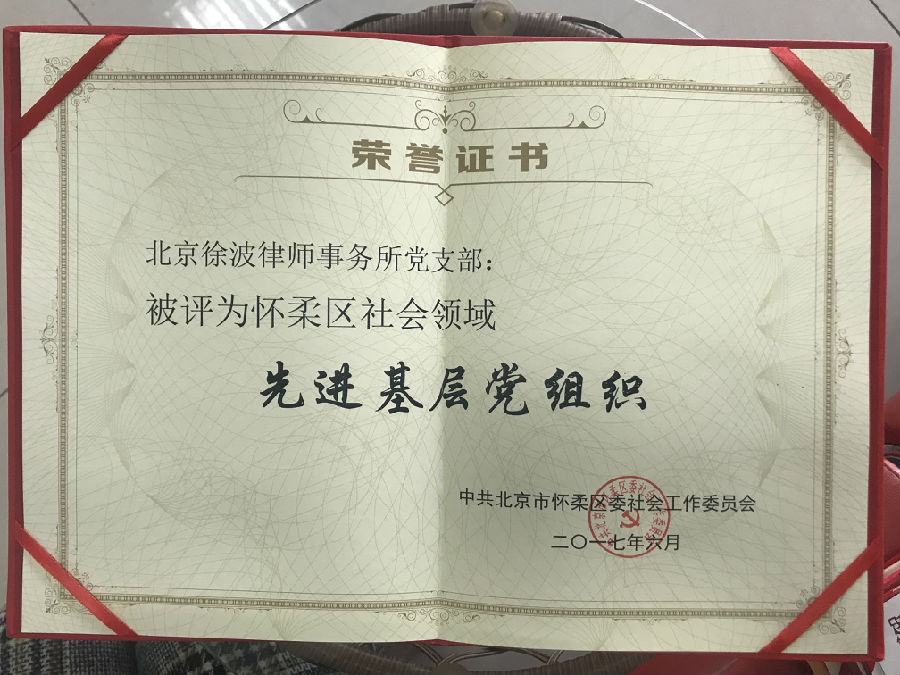 荣誉证书
北京徐波律师事务所党支部：
被评为怀柔区社会领域
先进基层党组织
中共北京市怀柔区委社会工作委员会
二〇一七年六月